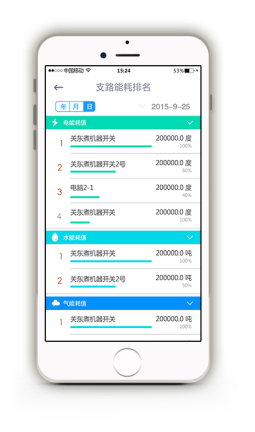 中国移动 15:24 53%
支路能耗排名
年 月 日 2015-9-25
电能耗值
1 关东煮机器开关 200000.0 度
100%
2 关东煮机器开关2号 200000.0 度
50%
3 电脑2-1 200000.0 度
40%
4 关东煮机器开关 200000.0 度
100%
水能耗值
1 关东煮机器开关 200000.0 吨
100%
2 关东煮机器开关2号 200000.0 吨
50%
气能耗值
1 关东煮机器开关 200000.0 吨
100%